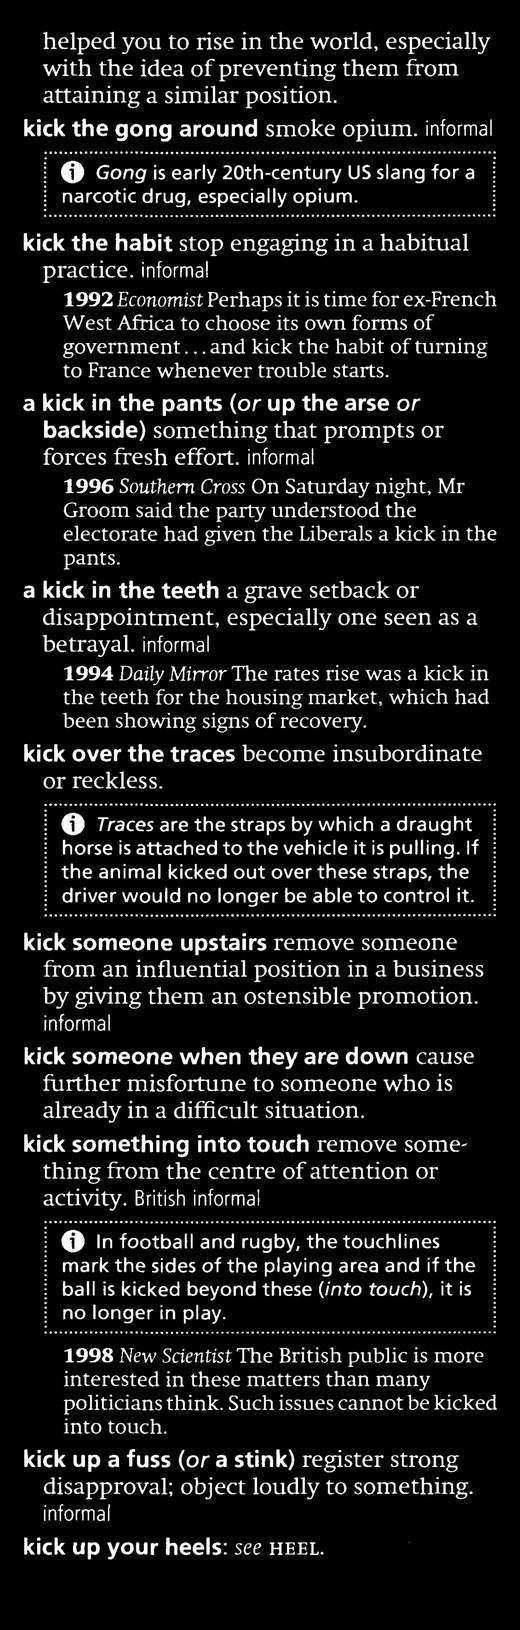 helped you to rise in the world, especially
with the idea of preventing them from
attaining a similar position.
kick the gong around smoke opium. informal
Gong is early 20th-century US slang for a
narcotic drug, especially opium.
kick the habit stop engaging in a habitual
practice. informal
1992 Economist Perhaps it is time for ex-French
West Africa to choose its own forms of
government...and kick the habit of turning
to France whenever trouble starts.
a kick in the pants (or up the arse or
backside) something that prompts or
forces fresh effort. informal
1996 Southern Cross On Saturday night, Mr
Groom said the party understood the
electorate had given the Liberals a kick in the
pants.
a kick in the teeth a grave setback or
disappointment, especially one seen as a
betrayal. informal
1994 Daily Mirror The rates rise was a kick in
the teeth for the housing market, which had
been showing signs of recovery.
kick over the traces become insubordinate
or reckless.
Traces are the straps by which a draught
horse is attached to the vehicle it is pulling. If
the animal kicked out over these straps, the
driver would no longer be able to control it.
kick someone upstairs remove someone
from an influential position in a business
by giving them an ostensible promotion.
informal
kick someone when they are down cause
further misfortune to someone who is
already in a difficult situation.
kick something into touch remove some-
thing from the centre of attention or
activity. British informal
In football and rugby, the touchlines
mark the sides of the playing area and if the
ball is kicked beyond these (into touch), it is
no longer in play.
1998 New Scientist The British public is more
interested in these matters than many
politicians think. Such issues cannot be kicked
into touch.
kick up a fuss (or a stink) register strong
disapproval; object loudly to something.
informal
kick up your heels: see HEEL.